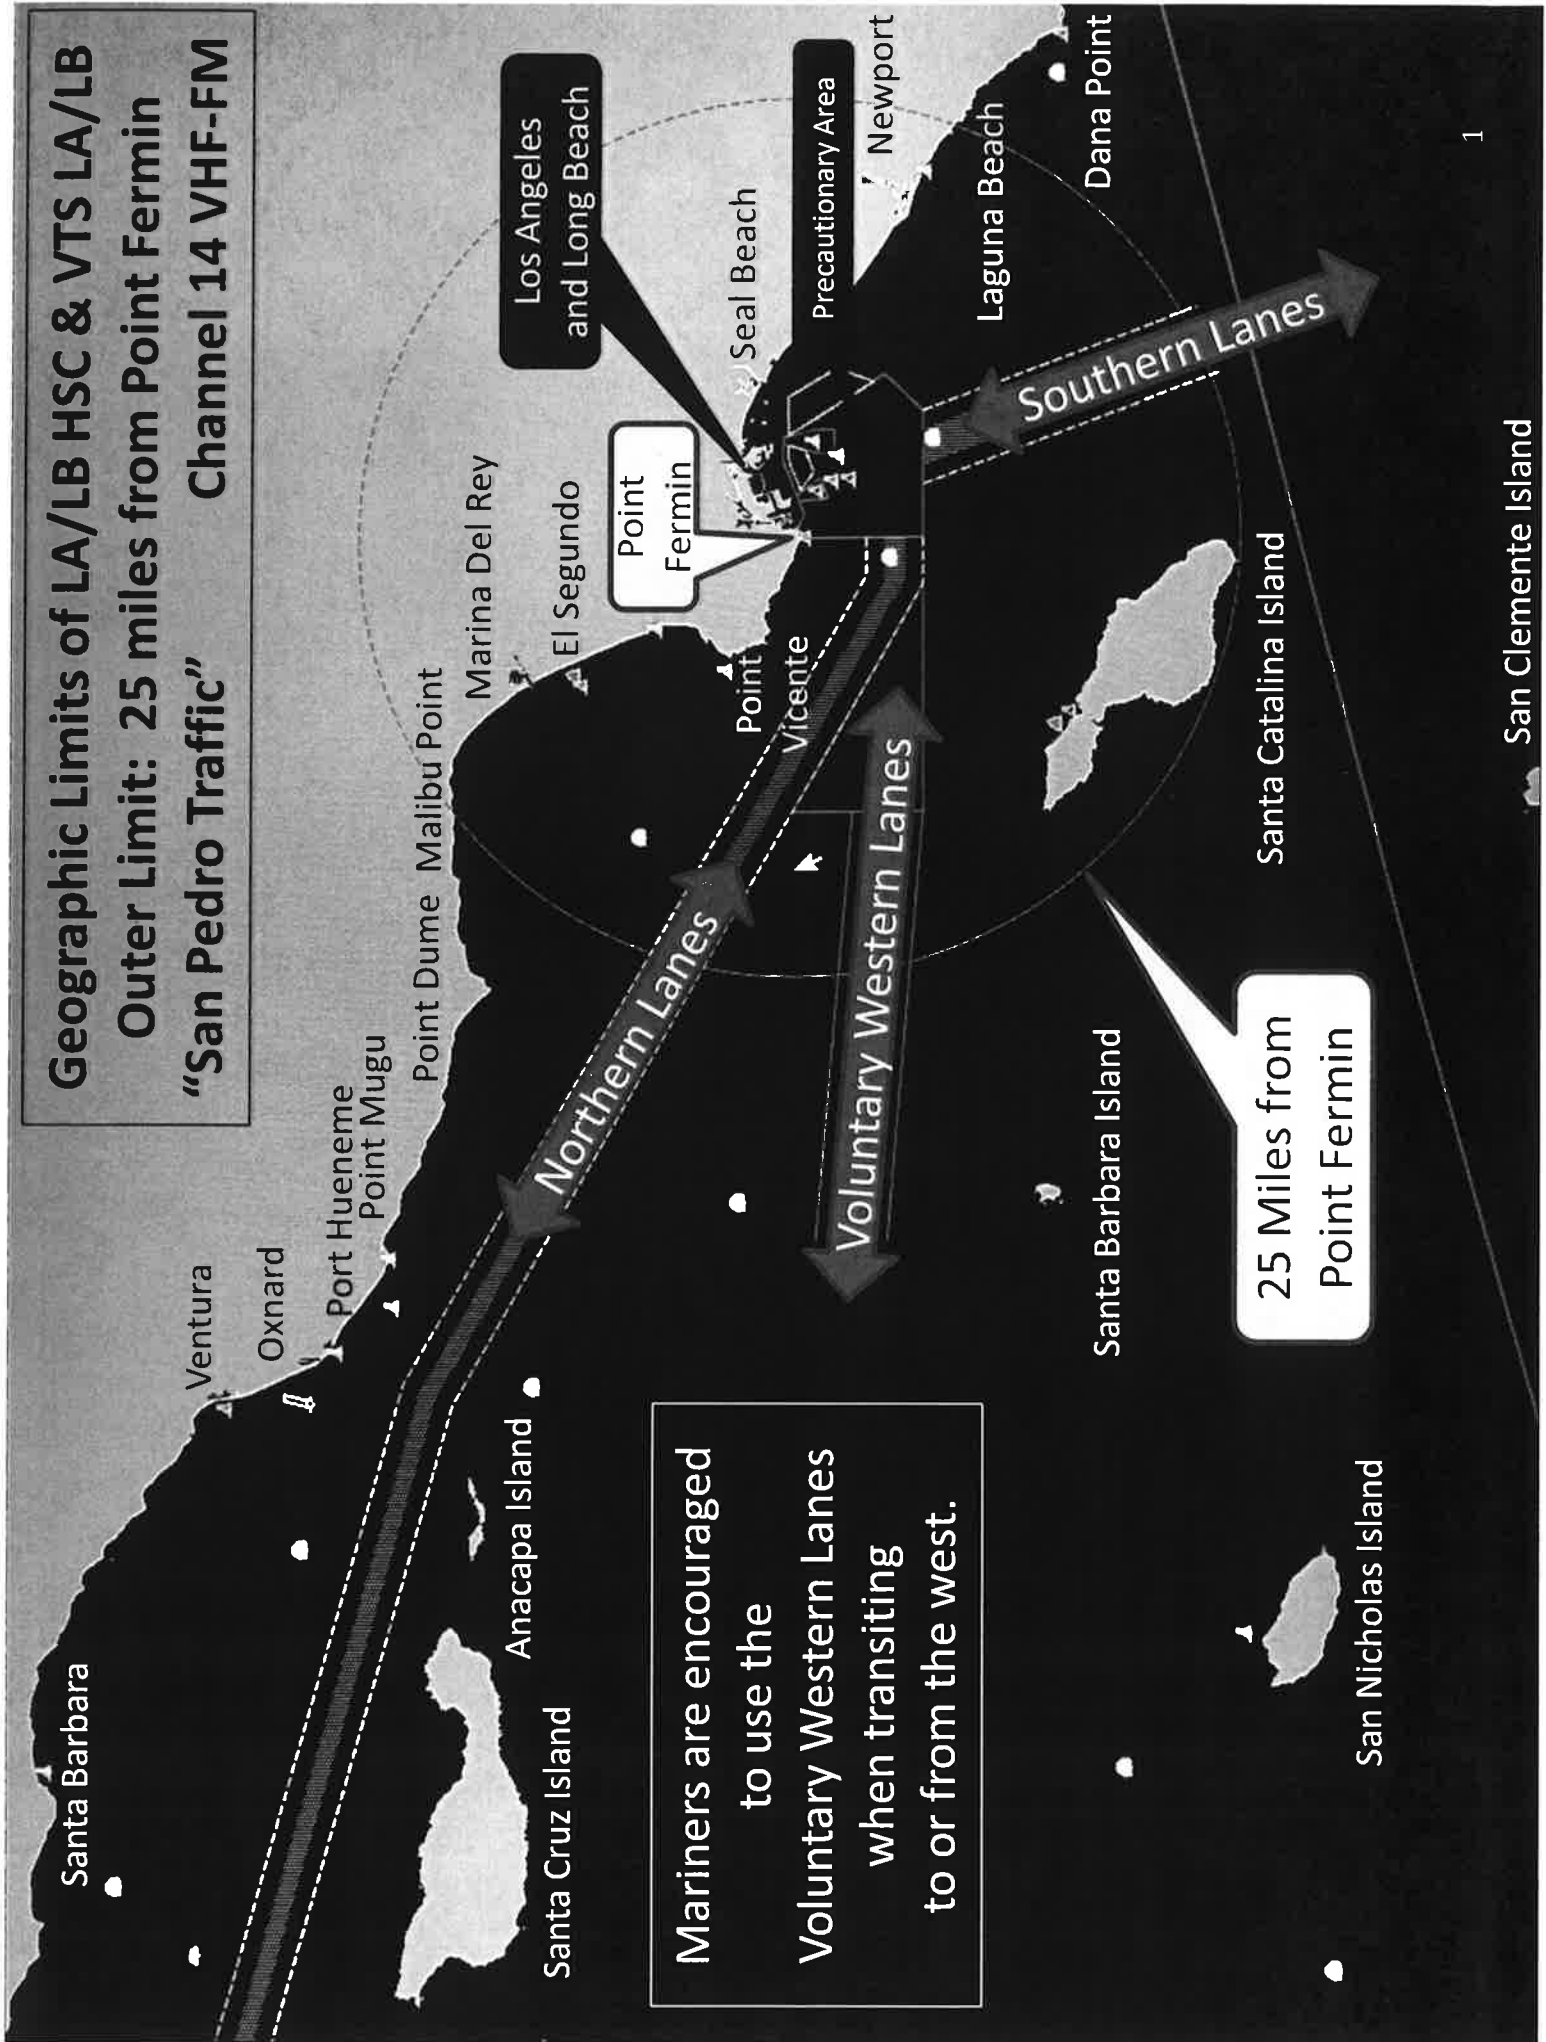 Geographic Limits of LA/LB HSC & VTS LA/LB
Outer Limit: 25 miles from Point Fermin
“San Pedro Traffic” Channel 14 VHF-FM
Santa Barbara
Ventura
Oxnard
Port Hueneme
Point Mugu
Point Dume
Malibu Point
Marina Del Rey
El Segundo
Los Angeles
and Long Beach
Point
Fermin
Seal Beach
Precautionary Area
Newport
Point
Vicente
Laguna Beach
Dana Point
Northern Lanes
Voluntary Western Lanes
Southern Lanes
Anacapa Island
Santa Cruz Island
Mariners are encouraged
to use the
Voluntary Western Lanes
when transiting
to or from the west.
Santa Barbara Island
Santa Catalina Island
25 Miles from
Point Fermin
San Nicholas Island
San Clemente Island
1